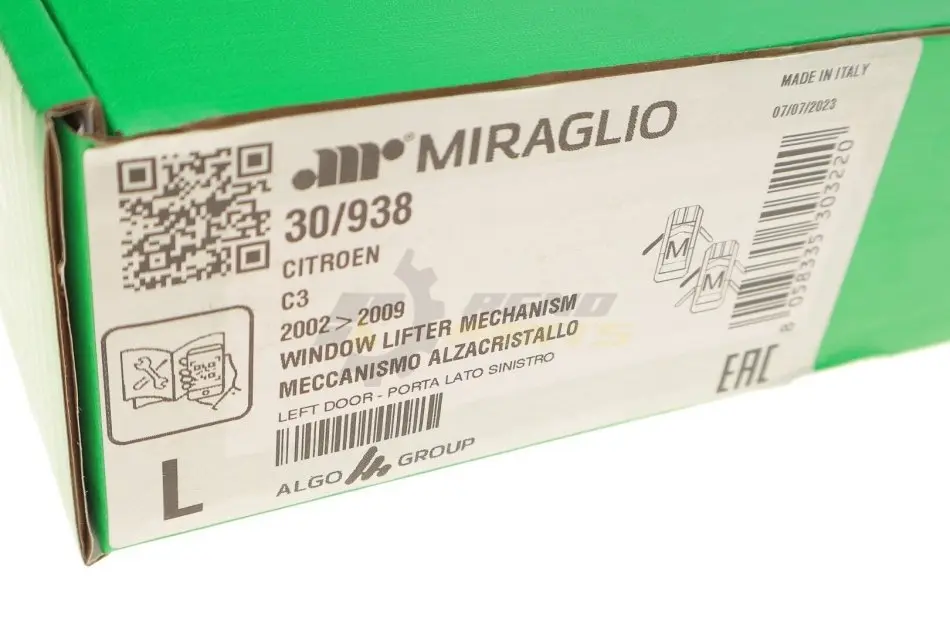 MADE IN ITALY
07/07/2023
MIRAGLIO
30/938
CITROEN
C3
2002 > 2009
WINDOW LIFTER MECHANISM
MECCANISMO ALZACRISTALLO
LEFT DOOR - PORTA LATO SINISTRO
ALGO GROUP
L
M
M
8 058335 303220
EAC